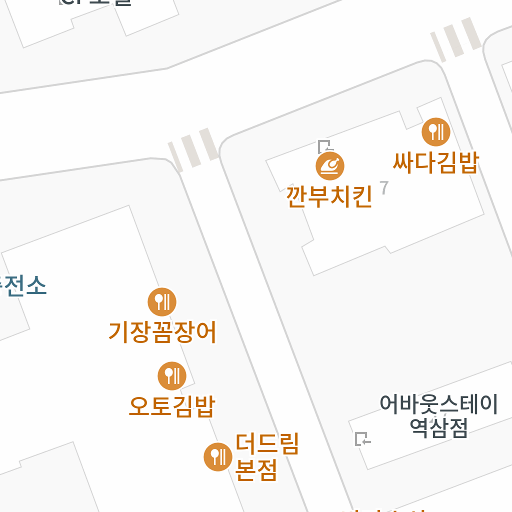 싸다김밥
깐부치킨
7
전소
기장꼼장어
오토김밥
더드림
본점
어바웃스테이
역삼점